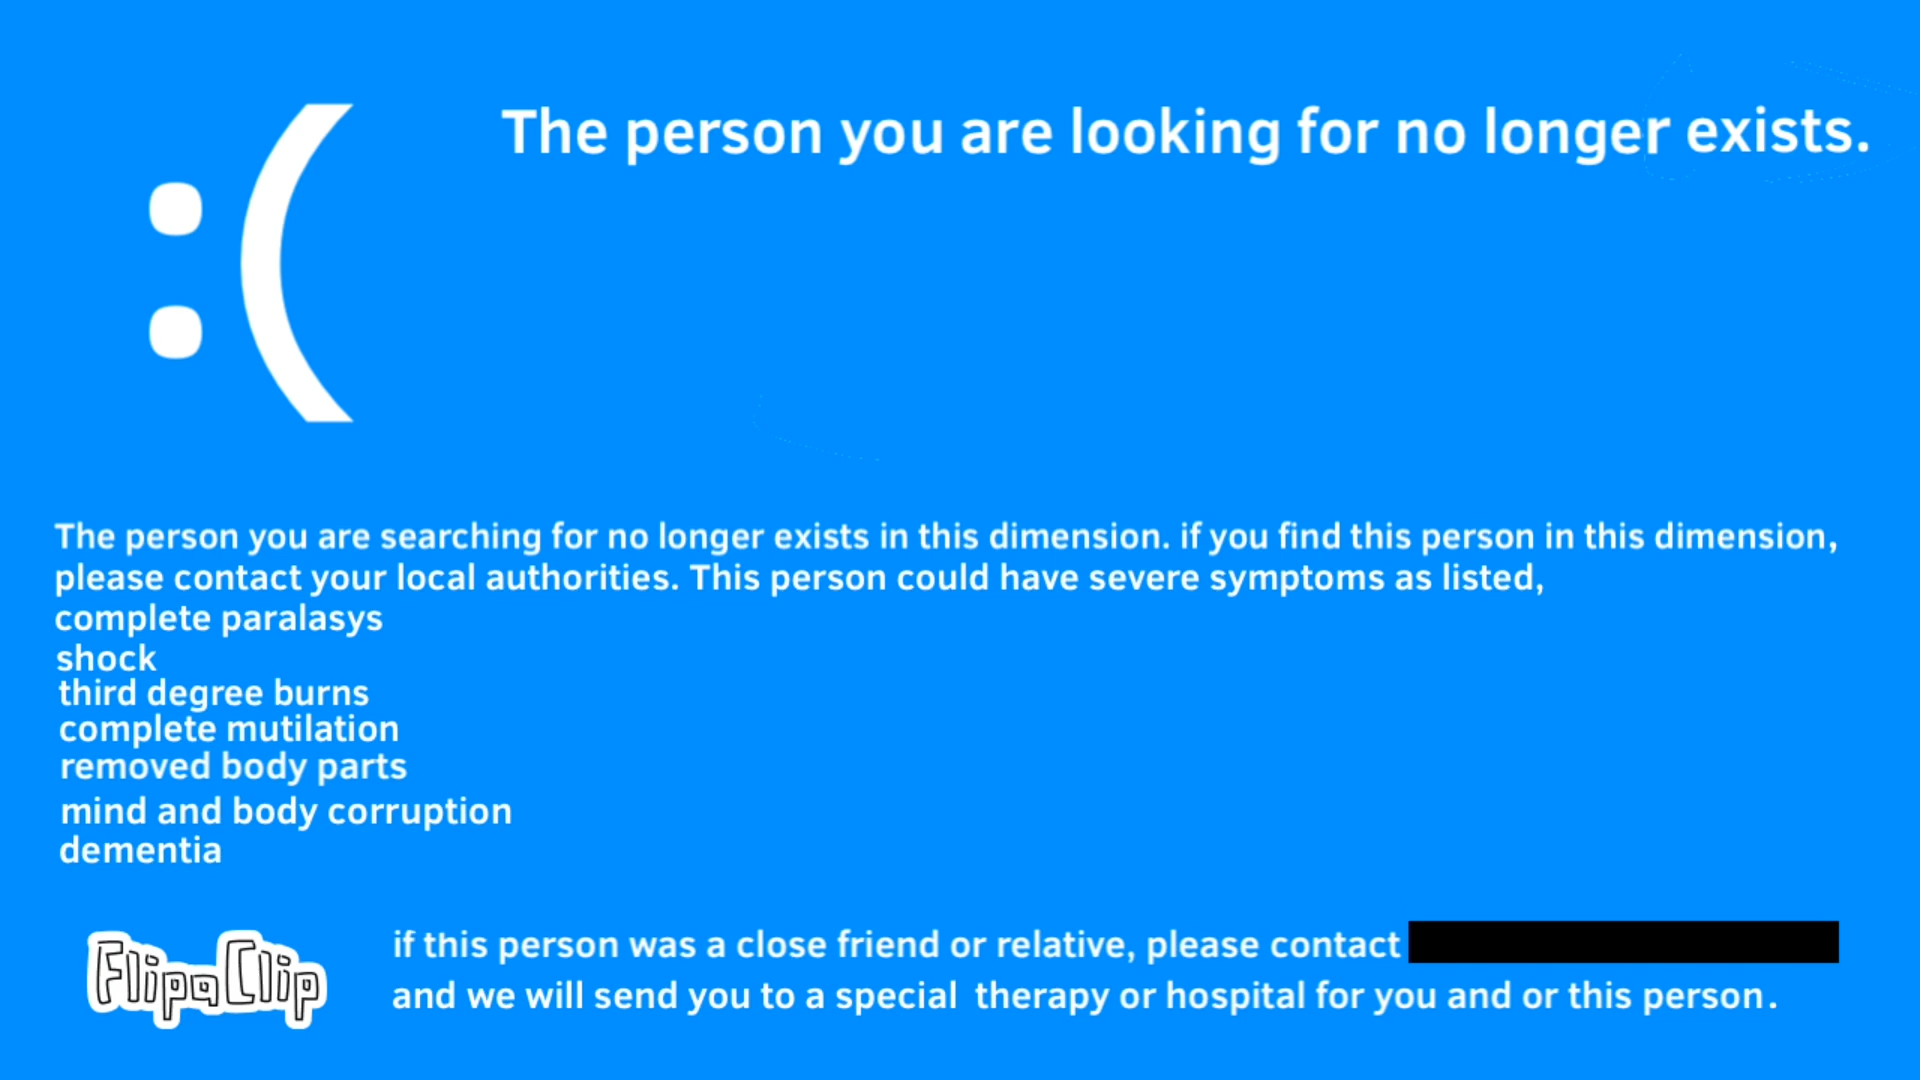 :(
The person you are looking for no longer exists.
The person you are searching for no longer exists in this dimension. if you find this person in this dimension,
please contact your local authorities. This person could have severe symptoms as listed,
complete paralasys
shock
third degree burns
complete mutilation
removed body parts
mind and body corruption
dementia
if this person was a close friend or relative, please contact
and we will send you to a special therapy or hospital for you and or this person.
FlipaClip